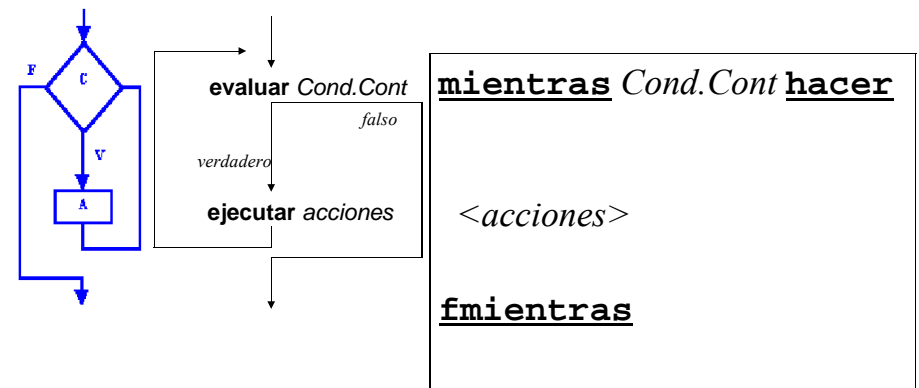 F
C
V
A
evaluar Cond.Cont
falso
verdadero
ejecutar acciones
mientras Cond.Cont hacer
<acciones>
fmientras